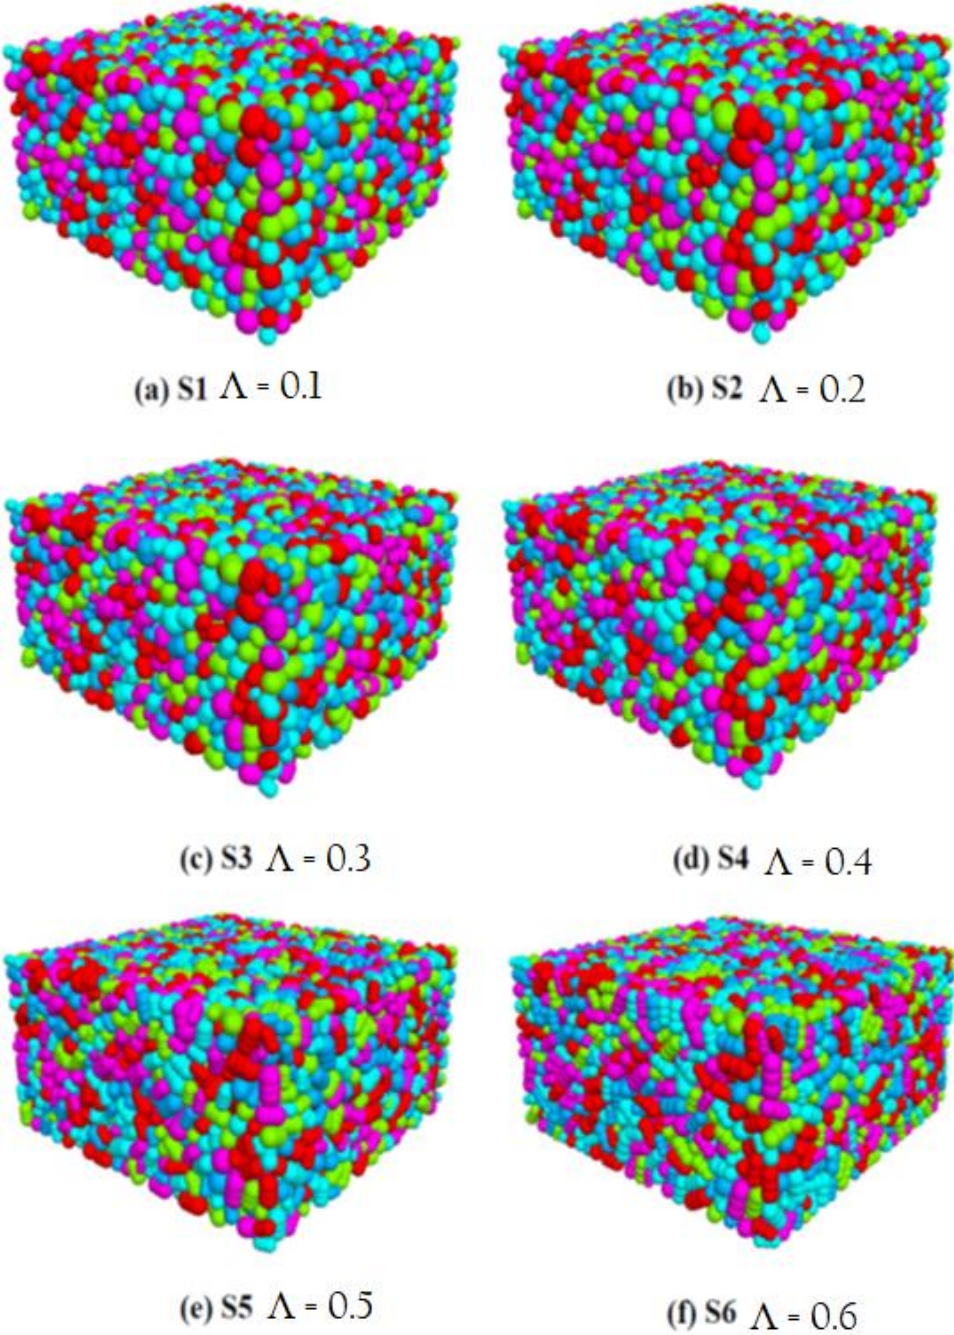 (a) S1 Λ = 0.1
(b) S2 Λ = 0.2
(c) S3 Λ = 0.3
(d) S4 Λ = 0.4
(e) S5 Λ = 0.5
(f) S6 Λ = 0.6